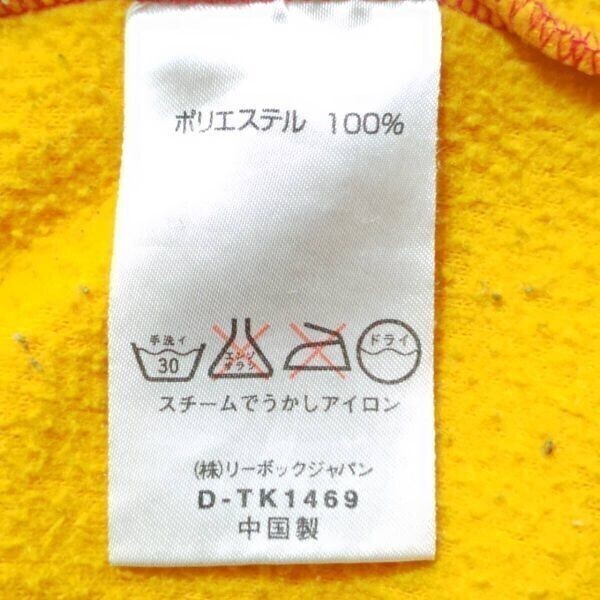 ポリエステル 100%
手洗イ 30 エンソ サラシ ドライ
スチームでうかしアイロン
(株)リーボックジャパン
D-TK1469
中国製